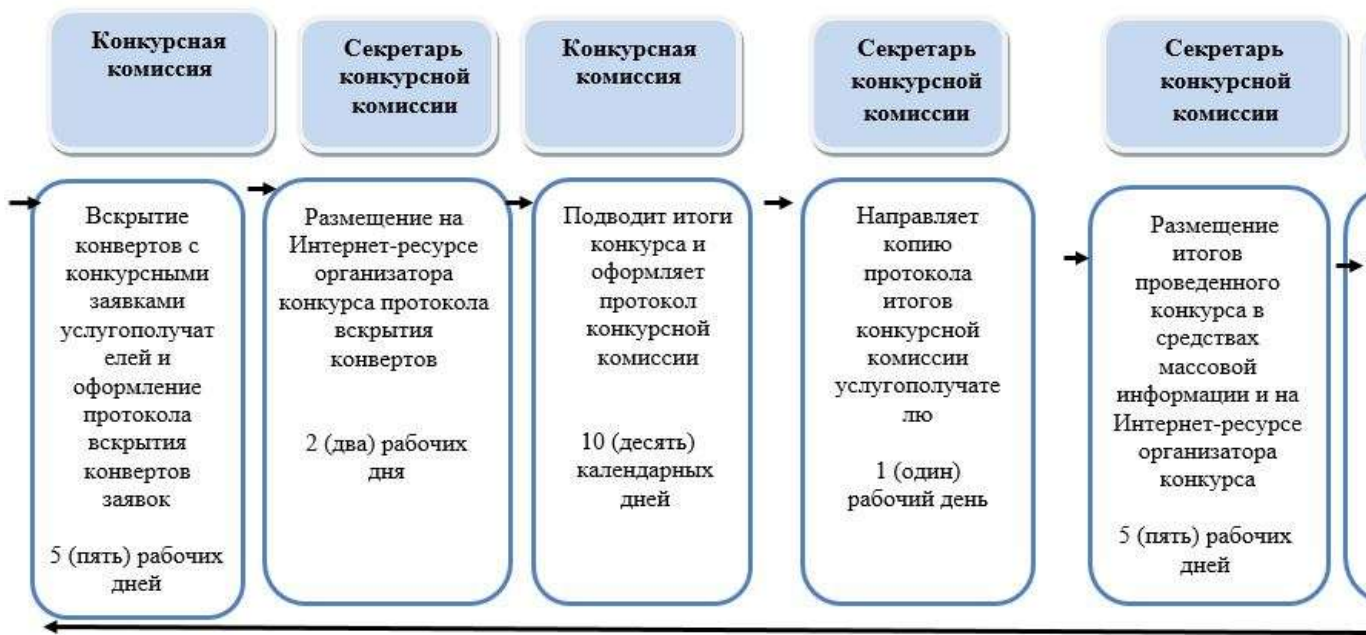 Конкурсная
комиссия
Секретарь
конкурсной
комиссии
Конкурсная
комиссия
Секретарь
конкурсной
комиссии
Секретарь
конкурсной
комиссии
Вскрытие
конвертов с
конкурсными
заявками
услугополучат
елей и
оформление
протокола
вскрытия
конвертов
заявок
5 (пять) рабочих
дней
Размещение на
Интернет-ресурсе
организатора
конкурса протокола
вскрытия
конвертов
2 (два) рабочих
дня
Подводит итоги
конкурса и
оформляет
протокол
конкурсной
комиссии
10 (десять)
календарных
дней
Направляет
копию
протокола
итогов
конкурсной
комиссии
услугополучате
лю
1 (один)
рабочий день
Размещение
итогов
проведенного
конкурса в
средствах
массовой
информации и на
Интернет-ресурсе
организатора
конкурса
5 (пять) рабочих
дней